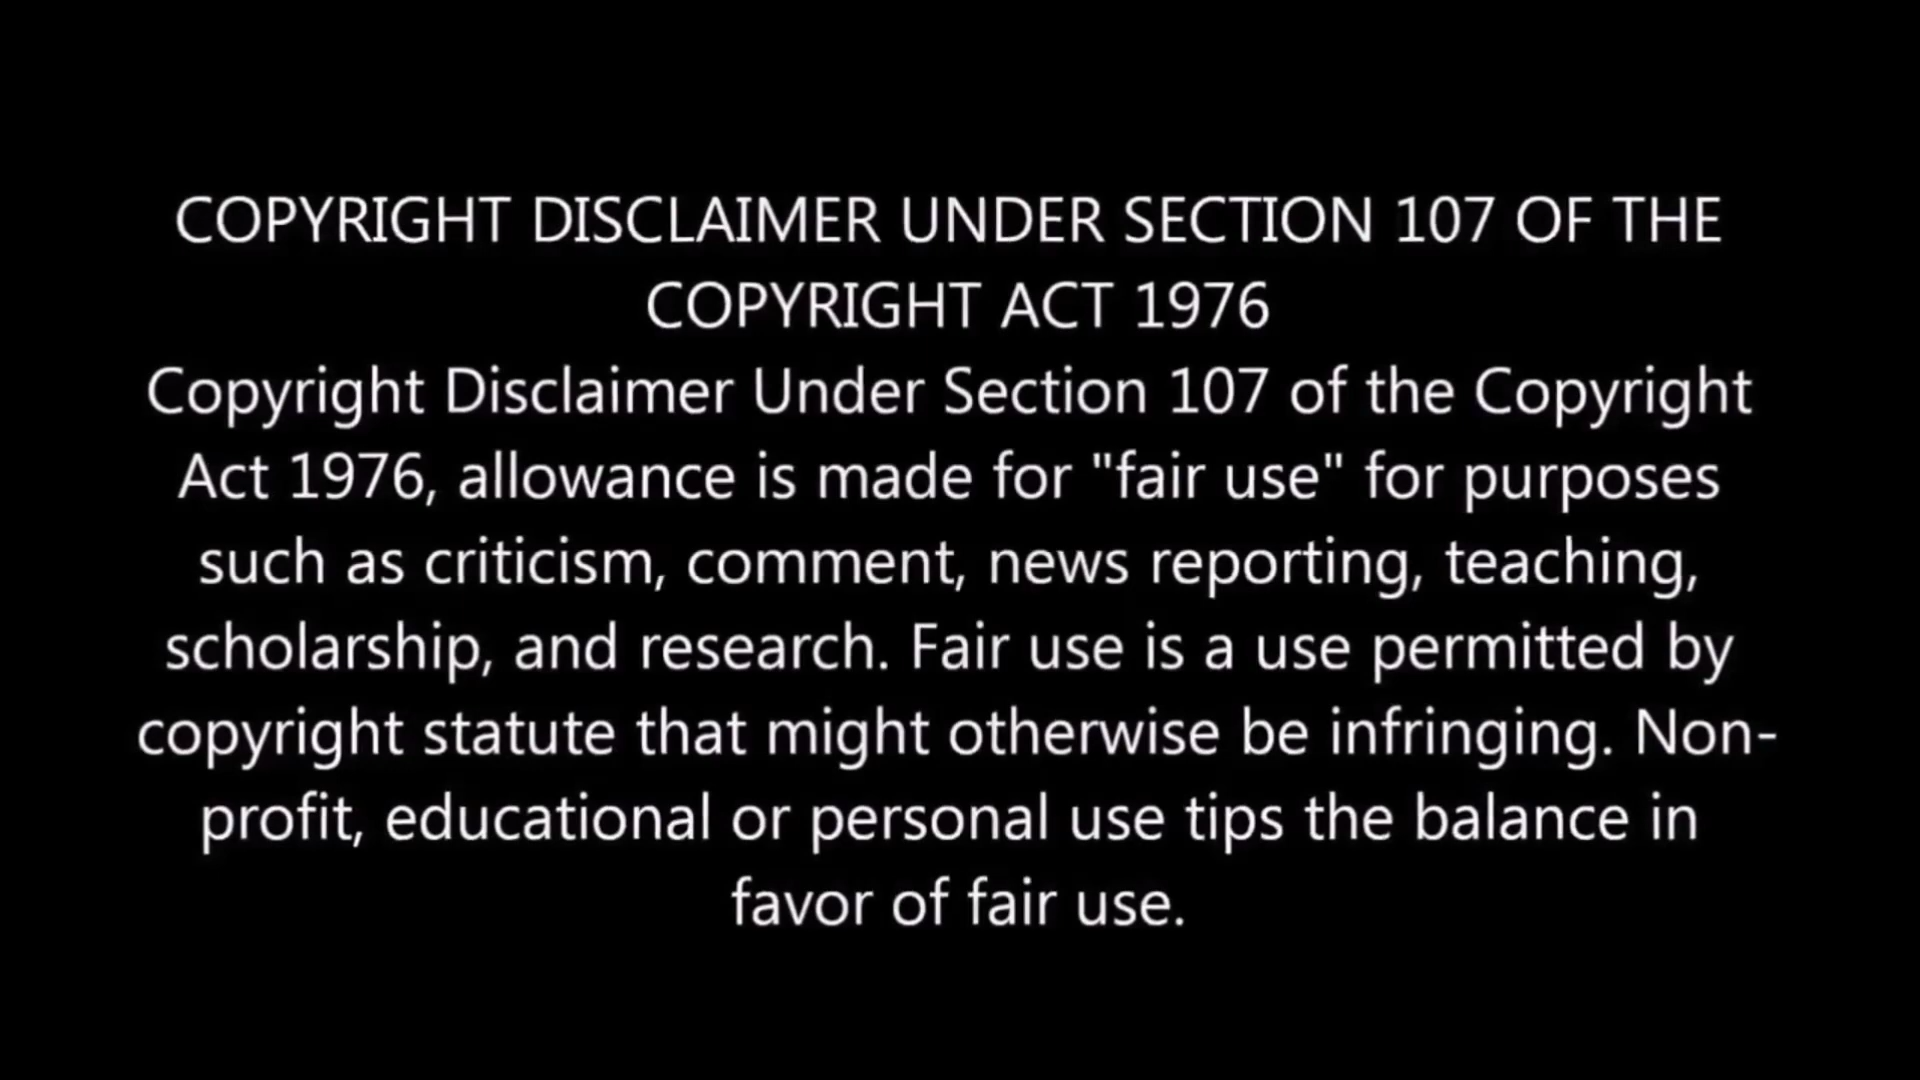 COPYRIGHT DISCLAIMER UNDER SECTION 107 OF THE
COPYRIGHT ACT 1976
Copyright Disclaimer Under Section 107 of the Copyright
Act 1976, allowance is made for "fair use" for purposes
such as criticism, comment, news reporting, teaching,
scholarship, and research. Fair use is a use permitted by
copyright statute that might otherwise be infringing. Non-
profit, educational or personal use tips the balance in
favor of fair use.